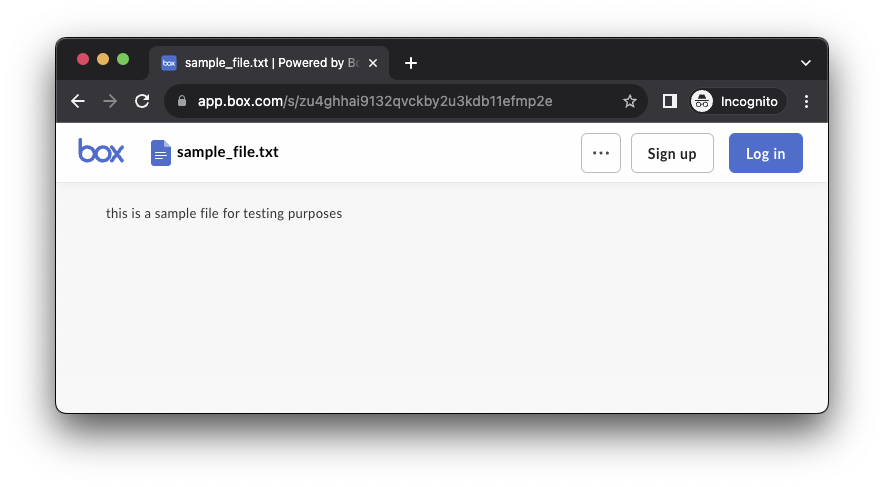 box sample_file.txt | Powered by Bo
app.box.com/s/zu4ghhai9132qvckby2u3kdb11efmp2e Incognito
box sample_file.txt ... Sign up Log in
this is a sample file for testing purposes